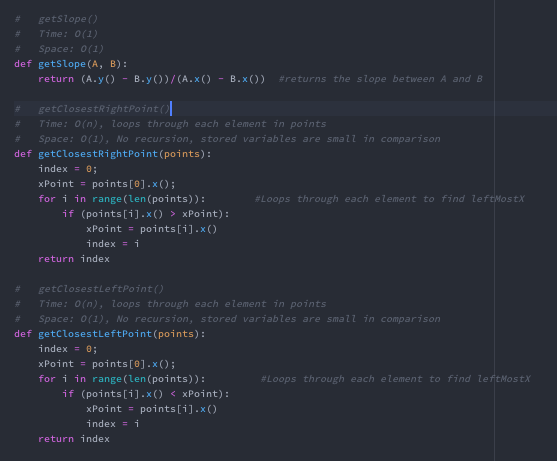 #   getSlope()
#   Time: O(1)
#   Space: O(1)
def getSlope(A, B):
    return (A.y() - B.y())/(A.x() - B.x())  #returns the slope between A and B
#   getClosestRightPoint()
#   Time: O(n), loops through each element in points
#   Space: O(1), No recursion, stored variables are small in comparison
def getClosestRightPoint(points):
    index = 0;
    xPoint = points[0].x();
    for i in range(len(points)):        #Loops through each element to find leftMostX
        if (points[i].x() > xPoint):
            xPoint = points[i].x()
            index = i
    return index
#   getClosestLeftPoint()
#   Time: O(n), loops through each element in points
#   Space: O(1), No recursion, stored variables are small in comparison
def getClosestLeftPoint(points):
    index = 0;
    xPoint = points[0].x();
    for i in range(len(points)):         #Loops through each element to find leftMostX
        if (points[i].x() < xPoint):
            xPoint = points[i].x()
            index = i
    return index